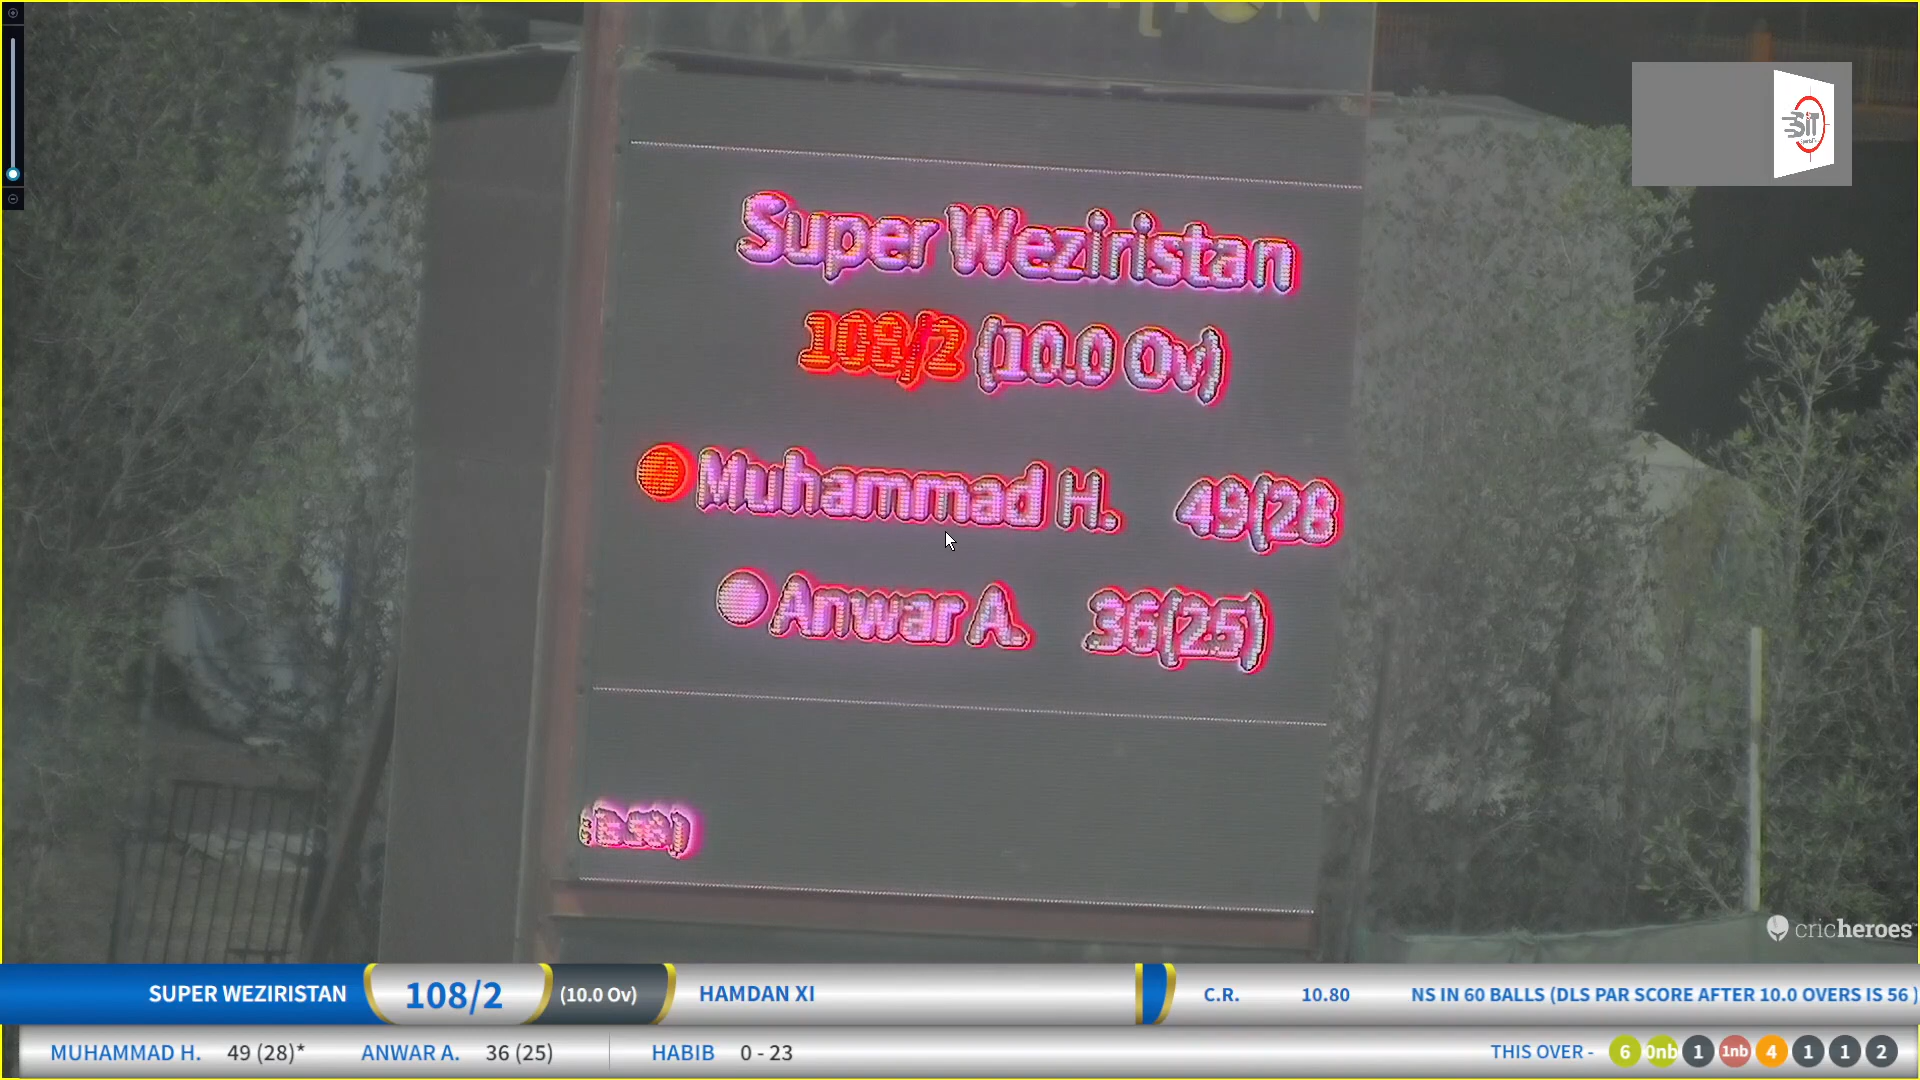 SIT
Super Weziristan
108/2 (10.0 Ov)
Muhammad H. 49(28
Anwar A. 36(25)
cricheroes
SUPER WEZIRISTAN 108/2 (10.0 Ov) HAMDAN XI C.R. 10.80 NS IN 60 BALLS (DLS PAR SCORE AFTER 10.0 OVERS IS 56 )
MUHAMMAD H. 49 (28)* ANWAR A. 36 (25) HABIB 0 - 23 THIS OVER - 6 0nb 1 1nb 4 1 1 2